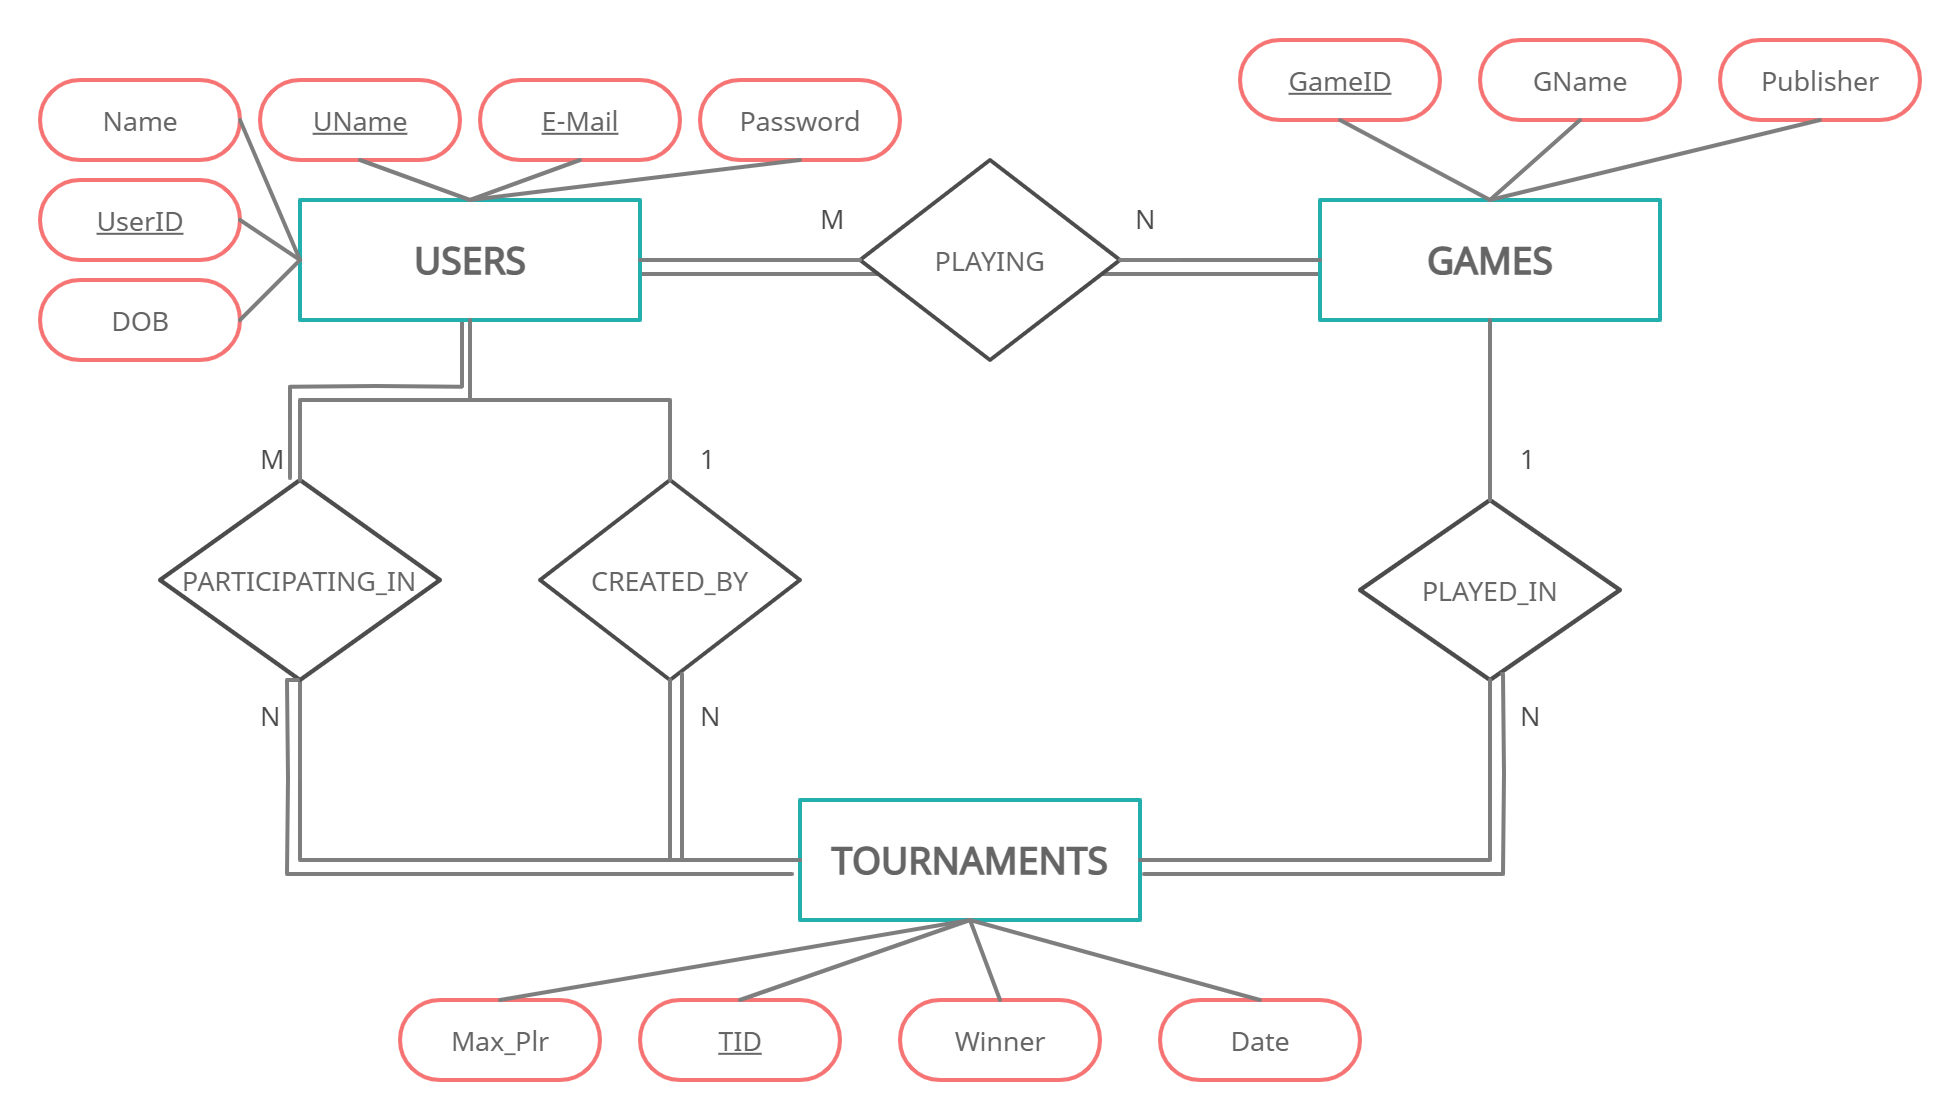 GameID
GName
Publisher
Name
UName
E-Mail
Password
UserID
DOB
USERS
M
PLAYING
N
GAMES
M
1
1
PARTICIPATING_IN
CREATED_BY
PLAYED_IN
N
N
N
TOURNAMENTS
Max_Plr
TID
Winner
Date